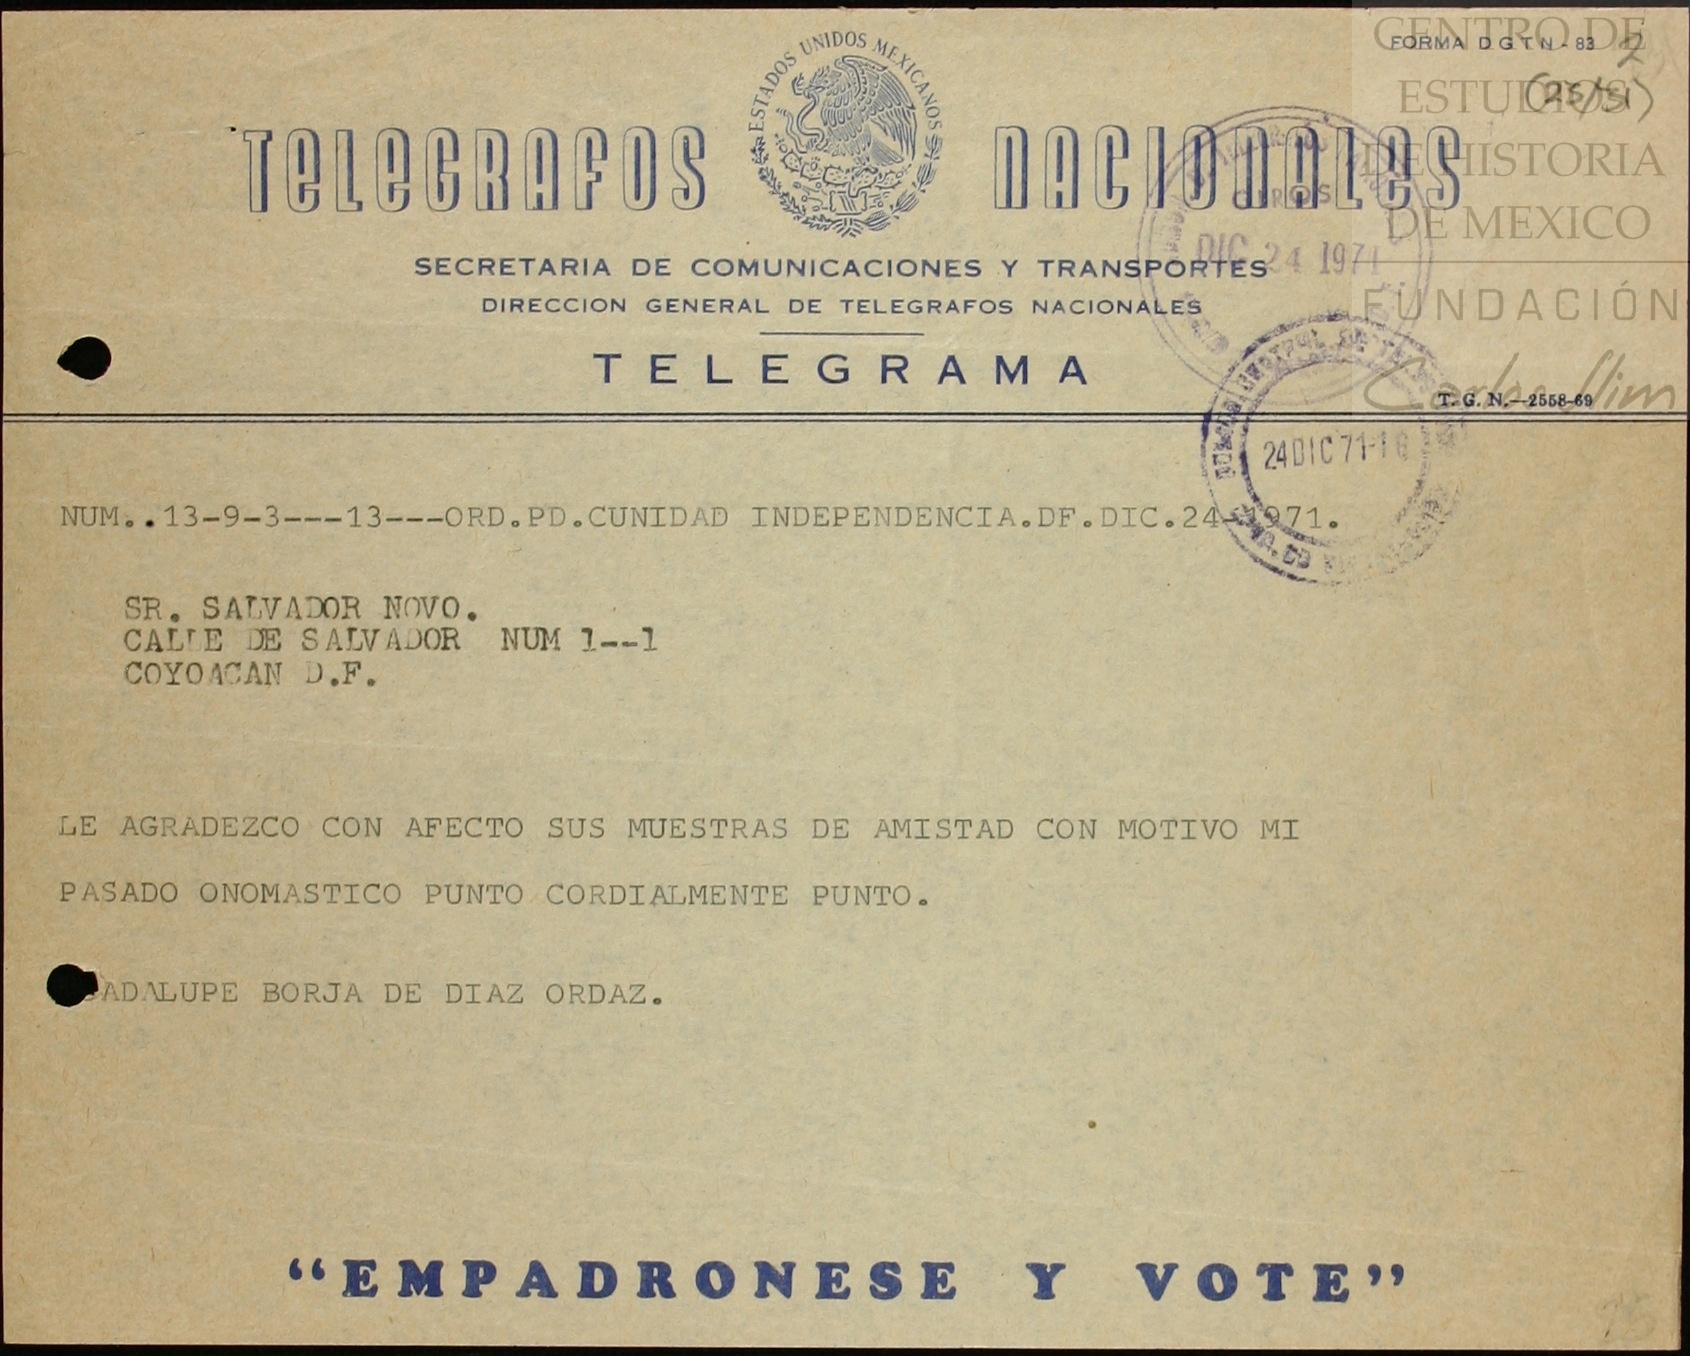 CENTRO DE
ESTUDIOS
DE HISTORIA
DE MEXICO
FUNDACIÓN
Carlos Slim
FORMA D G T N - 83
2
(25/51)
ESTADOS UNIDOS MEXICANOS
TELEGRAFOS NACIONALES
DIC 24 1971
SECRETARIA DE COMUNICACIONES Y TRANSPORTES
DIRECCION GENERAL DE TELEGRAFOS NACIONALES
TELEGRAMA
T. G. N.—2558-69
24 DIC 71-18
NUM..13-9-3---13---ORD.PD.CUNIDAD INDEPENDENCIA.DF.DIC.24-1971.
SR. SALVADOR NOVO.
CALLE DE SALVADOR NUM 1--1
COYOACAN D.F.
LE AGRADEZCO CON AFECTO SUS MUESTRAS DE AMISTAD CON MOTIVO MI
PASADO ONOMASTICO PUNTO CORDIALMENTE PUNTO.
ADALUPE BORJA DE DIAZ ORDAZ.
“EMPADRONESE Y VOTE”